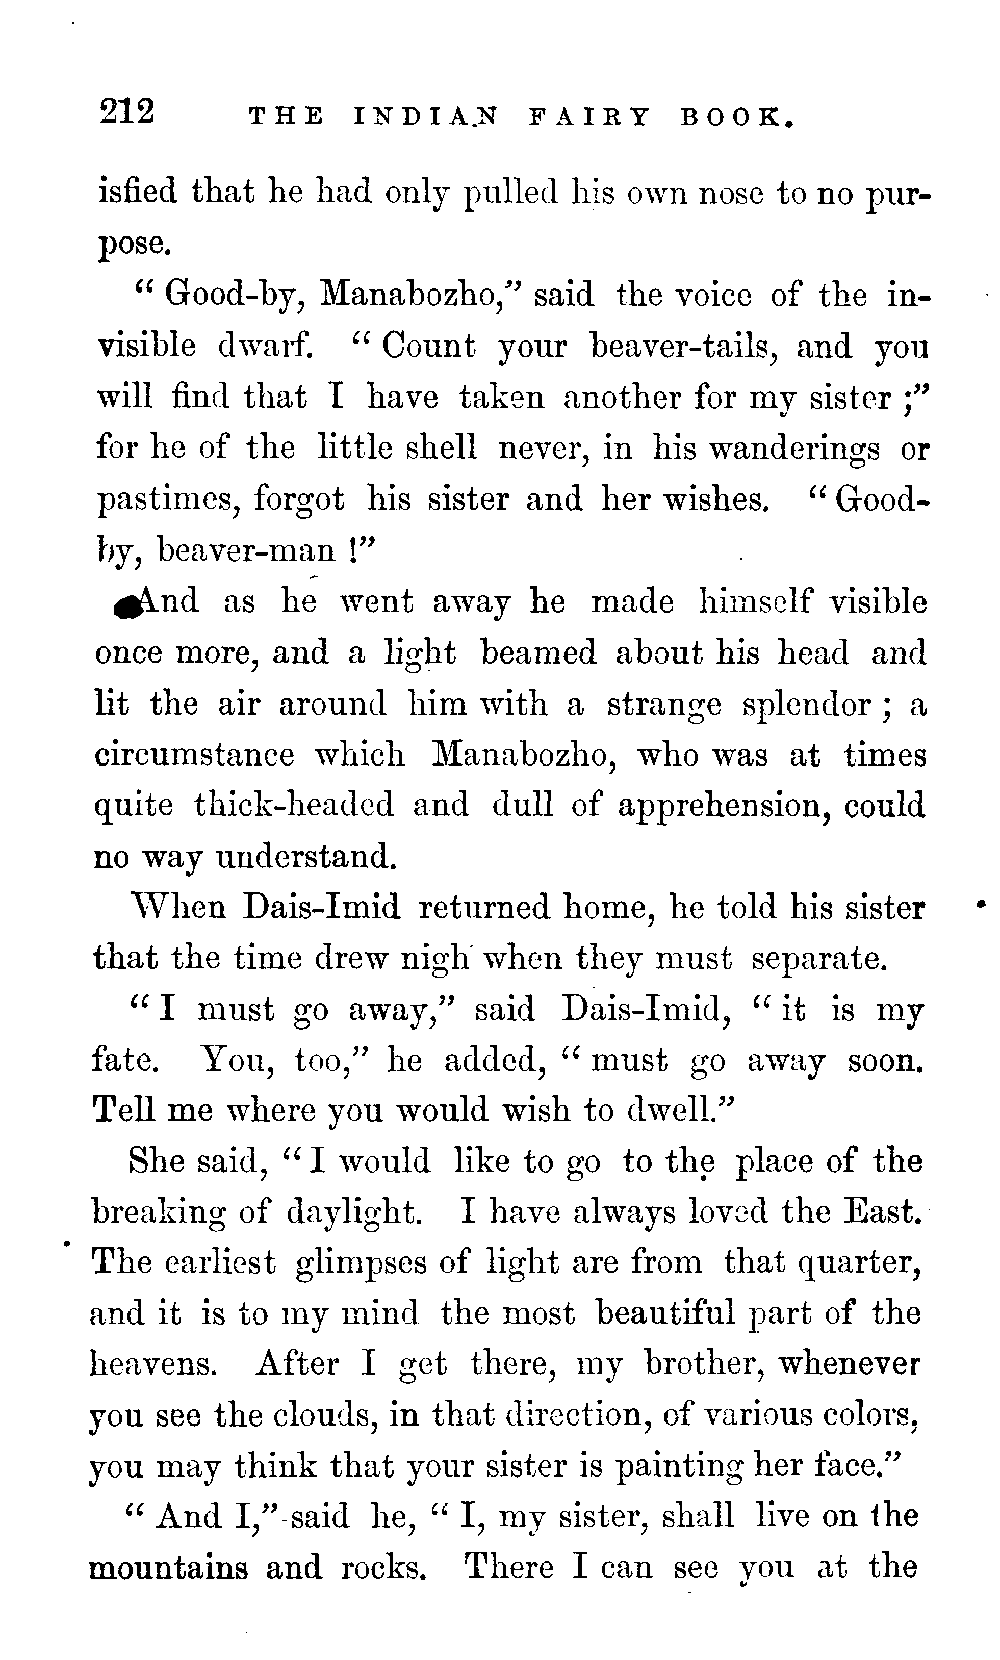 212 THE INDIAN FAIRY BOOK.
isfied that he had only pulled his own nose to no pur-
pose.
“ Good-by, Manabozho,” said the voice of the in-
visible dwarf. “ Count your beaver-tails, and you
will find that I have taken another for my sister ;”
for he of the little shell never, in his wanderings or
pastimes, forgot his sister and her wishes. “ Good-
by, beaver-man !”
And as he went away he made himself visible
once more, and a light beamed about his head and
lit the air around him with a strange splendor ; a
circumstance which Manabozho, who was at times
quite thick-headed and dull of apprehension, could
no way understand.
When Dais-Imid returned home, he told his sister
that the time drew nigh when they must separate.
“ I must go away,” said Dais-Imid, “ it is my
fate. You, too,” he added, “ must go away soon.
Tell me where you would wish to dwell.”
She said, “ I would like to go to the place of the
breaking of daylight. I have always loved the East.
The earliest glimpses of light are from that quarter,
and it is to my mind the most beautiful part of the
heavens. After I get there, my brother, whenever
you see the clouds, in that direction, of various colors,
you may think that your sister is painting her face.”
“ And I,” said he, “ I, my sister, shall live on the
mountains and rocks. There I can see you at the